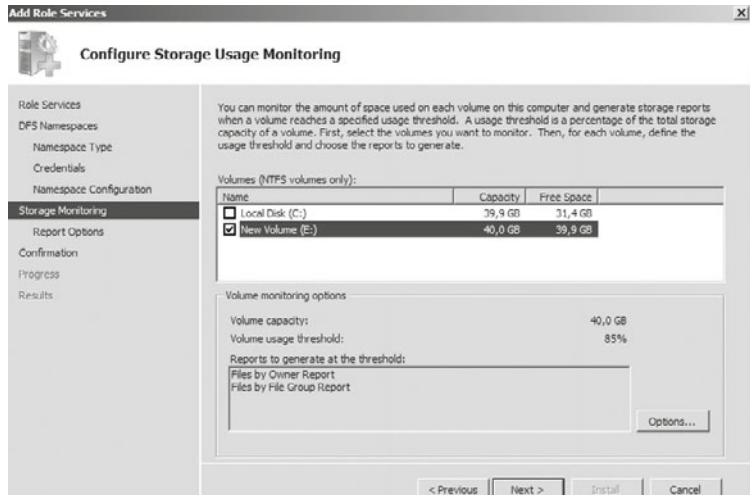 Add Role Services
Configure Storage Usage Monitoring
Role Services
DFS Namespaces
Namespace Type
Credentials
Namespace Configuration
Storage Monitoring
Report Options
Confirmation
Progress
Results
You can monitor the amount of space used on each volume on this computer and generate storage reports
when a volume reaches a specified usage threshold. A usage threshold is a percentage of the total storage
capacity of a volume. First, select the volumes you want to monitor. Then, for each volume, define the
usage threshold and choose the reports to generate.
Volumes (NTFS volumes only):
Name Capacity Free Space
Local Disk (C:) 39,9 GB 31,4 GB
New Volume (E:) 40,0 GB 39,9 GB
Volume monitoring options
Volume capacity: 40,0 GB
Volume usage threshold: 85%
Reports to generate at the threshold:
Files by Owner Report
Files by File Group Report
Options...
< Previous Next > Install Cancel